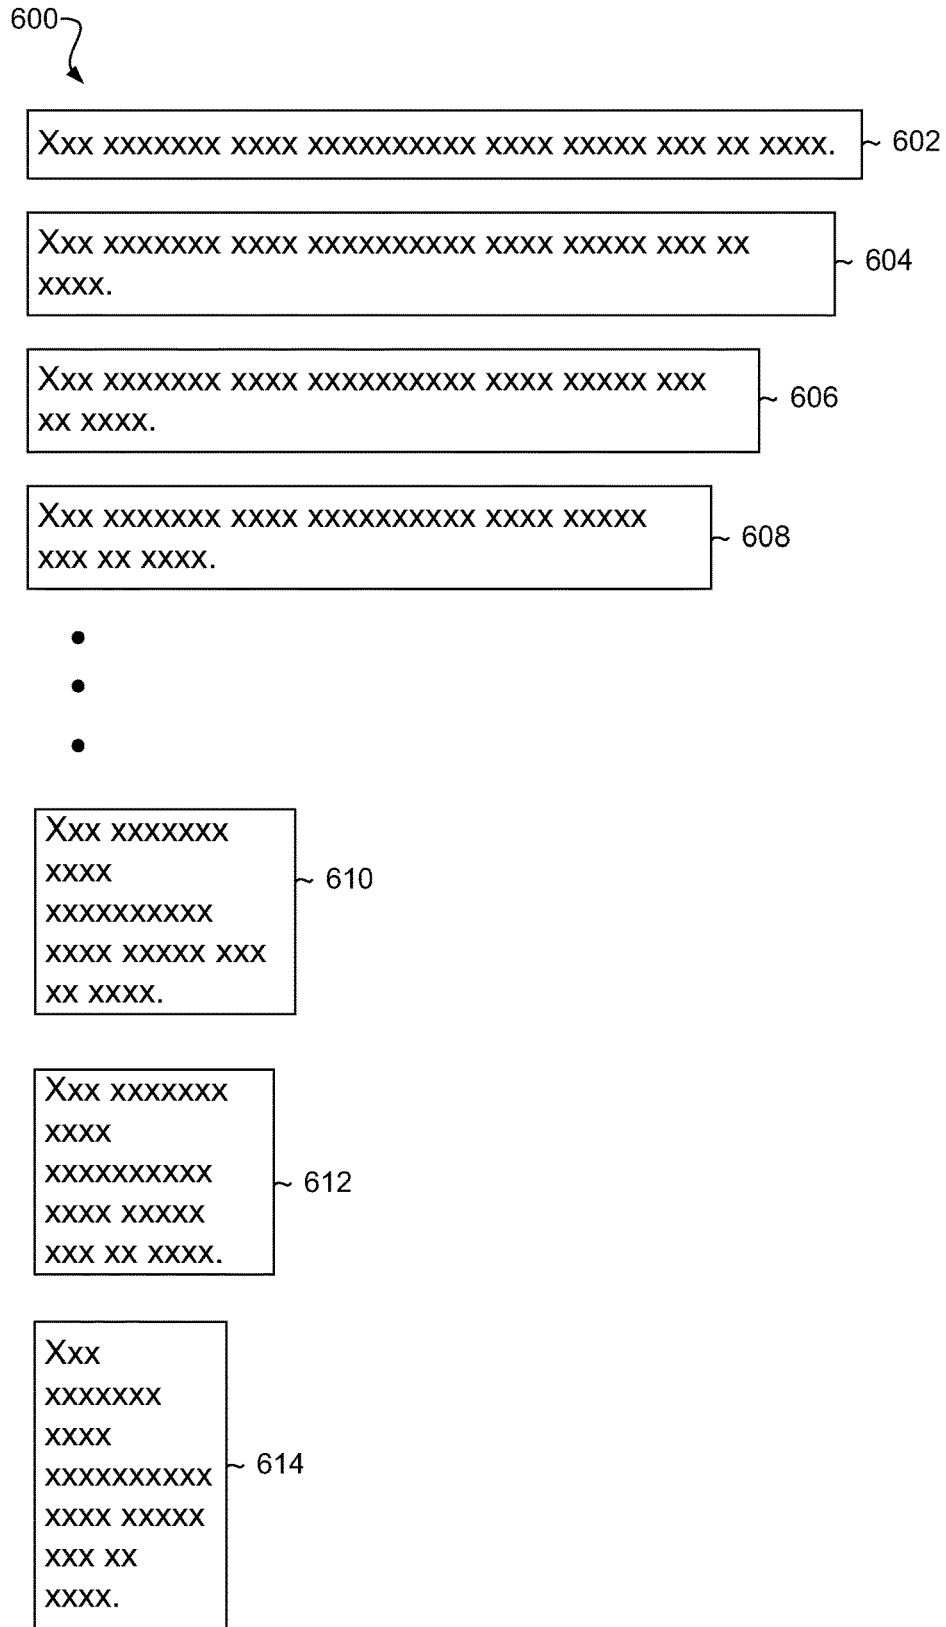 600
Xxx xxxxxxx xxxx xxxxxxxxxx xxxx xxxxx xxx xx xxxx.
602
Xxx xxxxxxx xxxx xxxxxxxxxx xxxx xxxxx xxx xx
xxxx.
604
Xxx xxxxxxx xxxx xxxxxxxxxx xxxx xxxxx xxx
xx xxxx.
606
Xxx xxxxxxx xxxx xxxxxxxxxx xxxx xxxxx
xxx xx xxxx.
608
Xxx xxxxxxx
xxxx
xxxxxxxxxx
xxxx xxxxx xxx
xx xxxx.
610
Xxx xxxxxxx
xxxx
xxxxxxxxxx
xxxx xxxxx
xxx xx xxxx.
612
Xxx
xxxxxxx
xxxx
xxxxxxxxxx
xxxx xxxxx
xxx xx
xxxx.
614